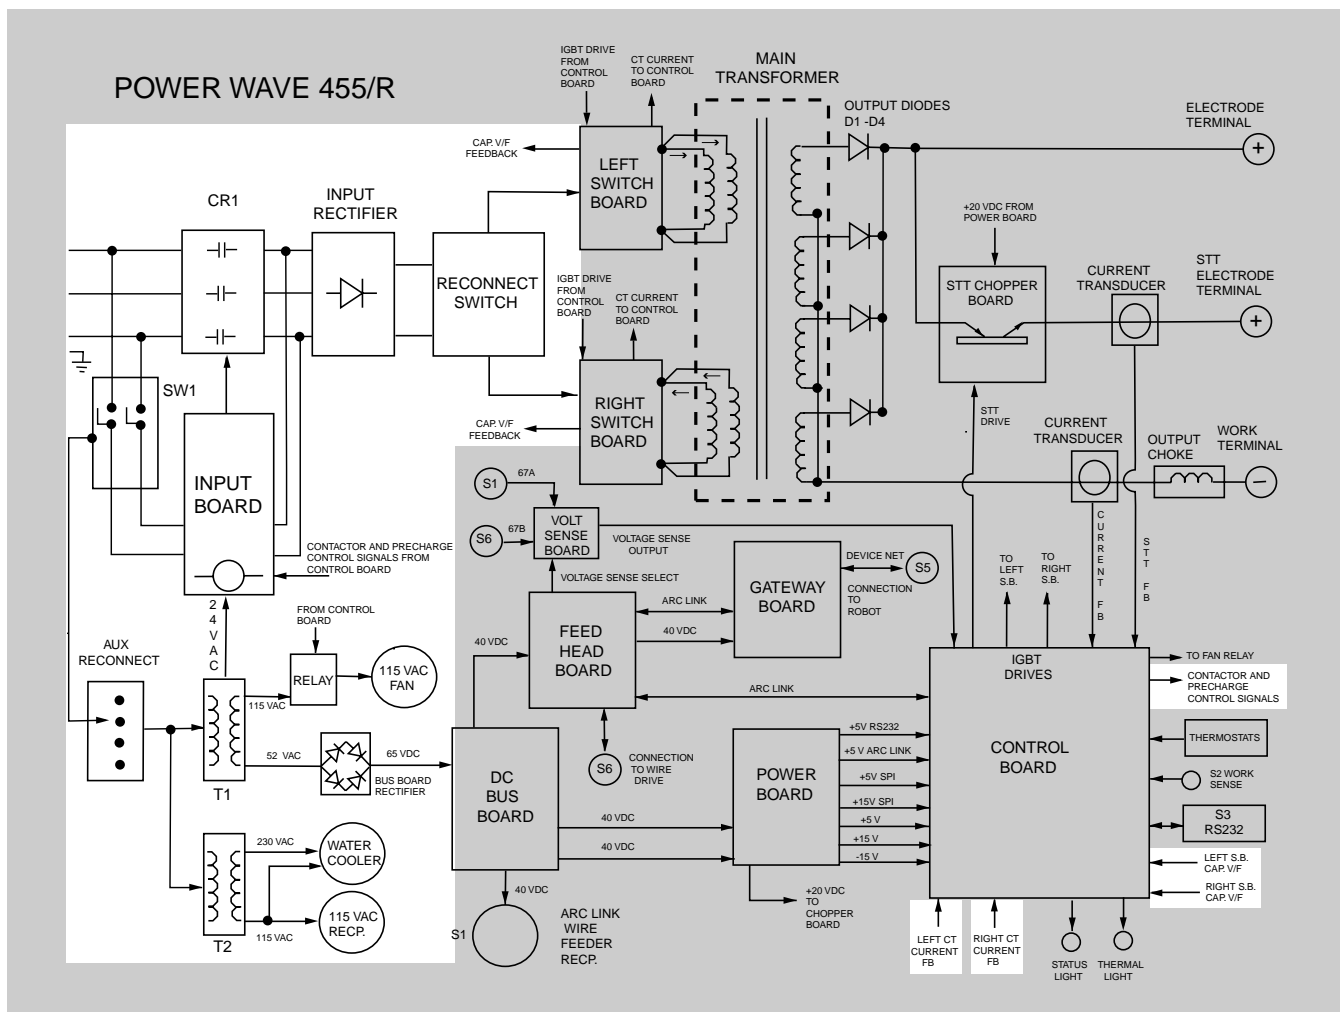 POWER WAVE 455/R
IGBT DRIVE
FROM
CONTROL
BOARD
CT CURRENT
TO CONTROL
BOARD
MAIN
TRANSFORMER
OUTPUT DIODES
D1 -D4
ELECTRODE
TERMINAL
+
CAP. V/F
FEEDBACK
LEFT
SWITCH
BOARD
CR1
INPUT
RECTIFIER
RECONNECT
SWITCH
+20 VDC FROM
POWER BOARD
STT CHOPPER
BOARD
CURRENT
TRANSDUCER
STT
ELECTRODE
TERMINAL
+
IGBT DRIVE
FROM
CONTROL
BOARD
CT CURRENT
TO CONTROL
BOARD
SW1
RIGHT
SWITCH
BOARD
CAP. V/F
FEEDBACK
STT
DRIVE
CURRENT
TRANSDUCER
OUTPUT
CHOKE
WORK
TERMINAL
–
INPUT
BOARD
S1
67A
S6
67B
VOLT
SENSE
BOARD
VOLTAGE SENSE
OUTPUT
VOLTAGE SENSE SELECT
CONTACTOR AND PRECHARGE
CONTROL SIGNALS FROM
CONTROL BOARD
GATEWAY
BOARD
DEVICE NET
S5
CONNECTION
TO
ROBOT
TO
LEFT
S.B.
TO
RIGHT
S.B.
C
U
R
R
E
N
T
F
B
S
T
T
F
B
2
4
V
A
C
FROM CONTROL
BOARD
RELAY
115 VAC
FAN
115 VAC
AUX
RECONNECT
40 VDC
FEED
HEAD
BOARD
ARC LINK
40 VDC
ARC LINK
IGBT
DRIVES
CONTROL
BOARD
TO FAN RELAY
CONTACTOR AND
PRECHARGE
CONTROL SIGNALS
THERMOSTATS
S2 WORK
SENSE
S3
RS232
LEFT S.B.
CAP. V/F
RIGHT S.B.
CAP. V/F
52 VAC
65 VDC
BUS BOARD
RECTIFIER
T1
S6
CONNECTION
TO WIRE
DRIVE
DC
BUS
BOARD
POWER
BOARD
+5V RS232
+5 V ARC LINK
+5V SPI
+15V SPI
+5 V
+15 V
-15 V
40 VDC
40 VDC
230 VAC
WATER
COOLER
115 VAC
RECP.
115 VAC
T2
40 VDC
S1
ARC LINK
WIRE
FEEDER
RECP.
+20 VDC
TO
CHOPPER
BOARD
LEFT CT
CURRENT
FB
RIGHT CT
CURRENT
FB
STATUS
LIGHT
THERMAL
LIGHT